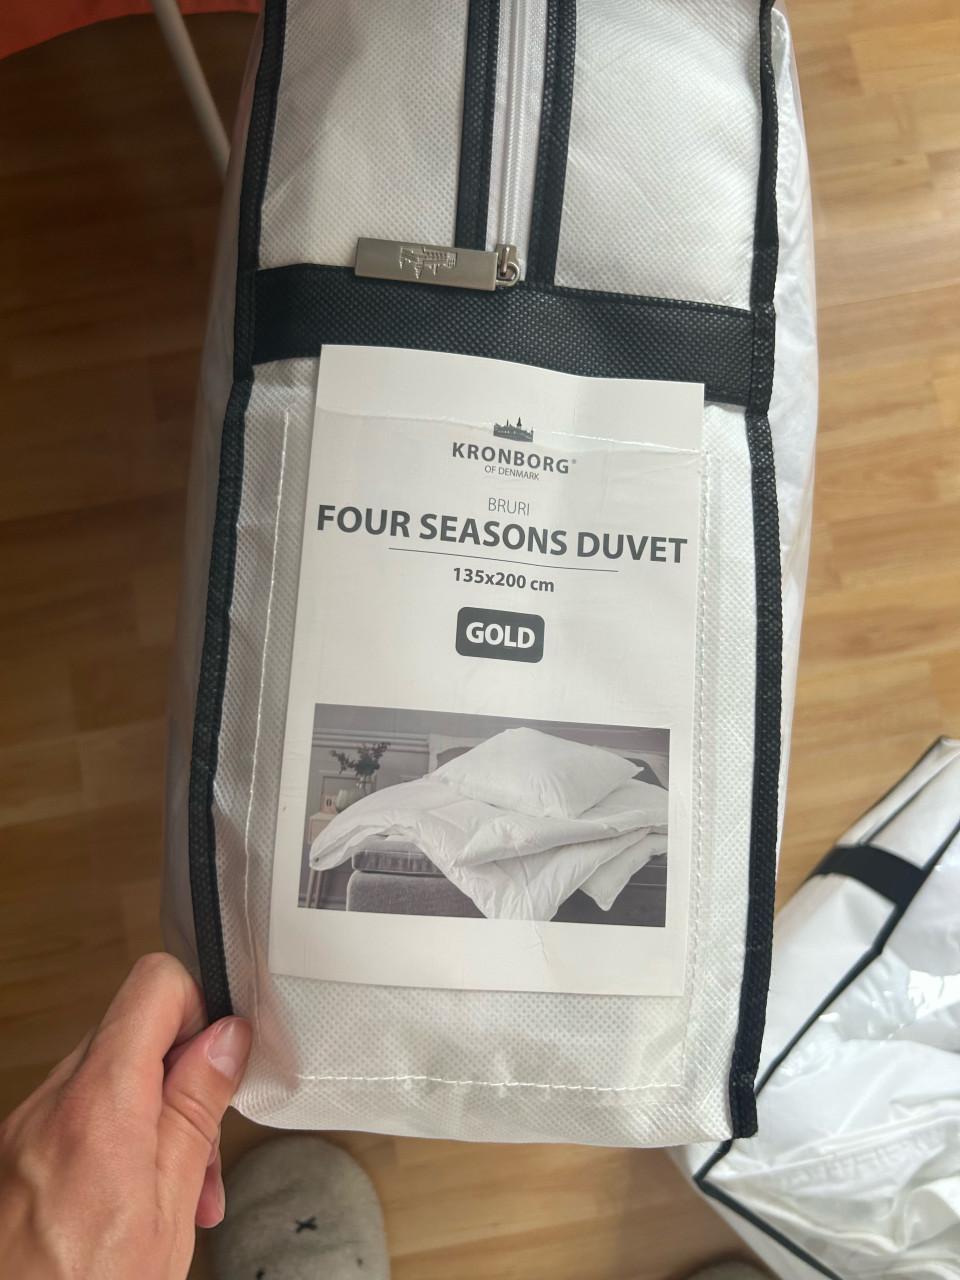 KRONBORG®
OF DENMARK
BRURI
FOUR SEASONS DUVET
135x200 cm
GOLD